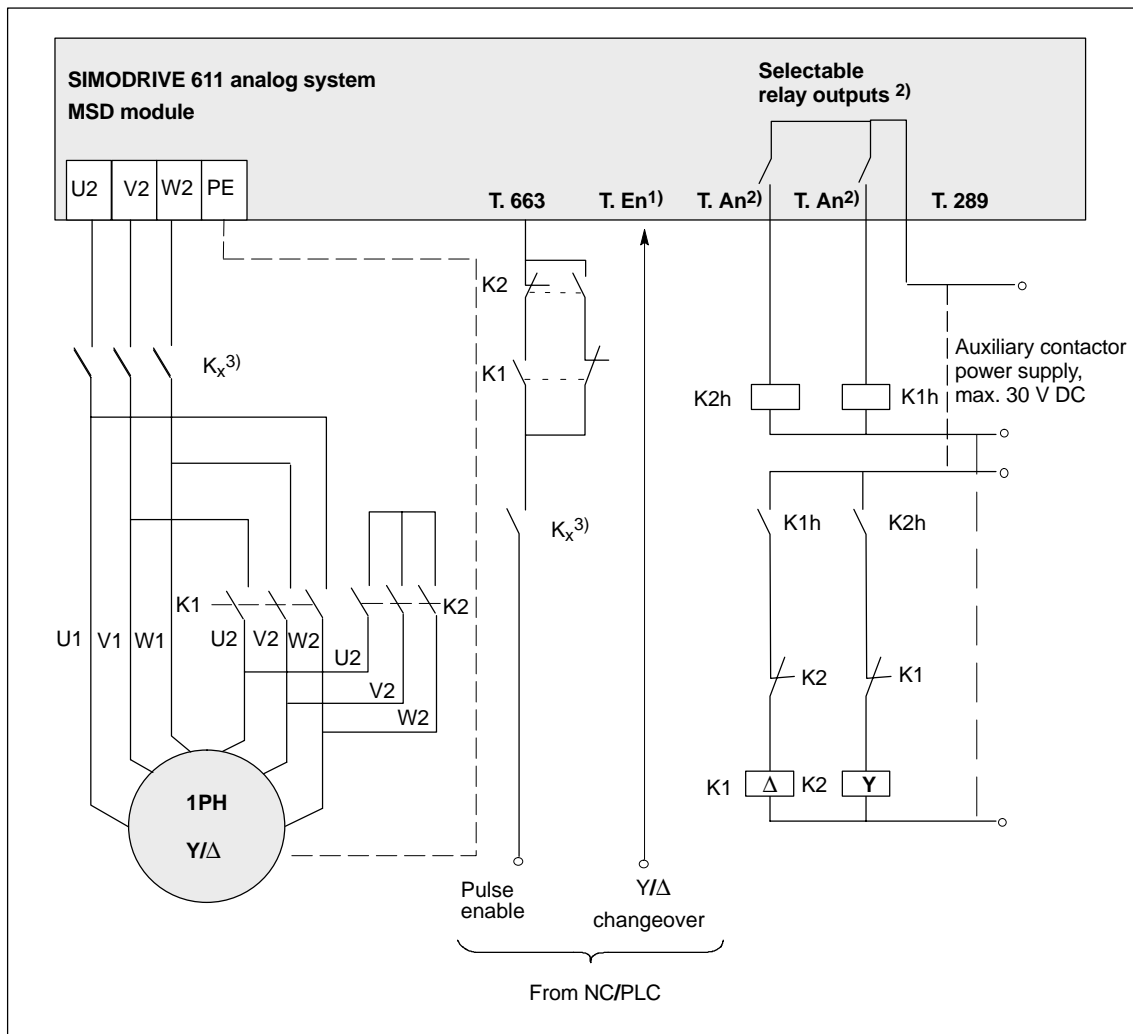 SIMODRIVE 611 analog system
MSD module
Selectable
relay outputs 2)
U2 V2 W2 PE
T. 663 T. En1) T. An2) T. An2) T. 289
K2
Kx3)
K1
Auxiliary contactor
power supply,
max. 30 V DC
K2h K1h
Kx3)
K1h K2h
K1 K2
U1 V1 W1 U2 V2 W2 U2
V2
W2
K2 K1
1PH
Y/Δ
K1 Δ K2 Y
Pulse
enable
Y/Δ
changeover
From NC/PLC